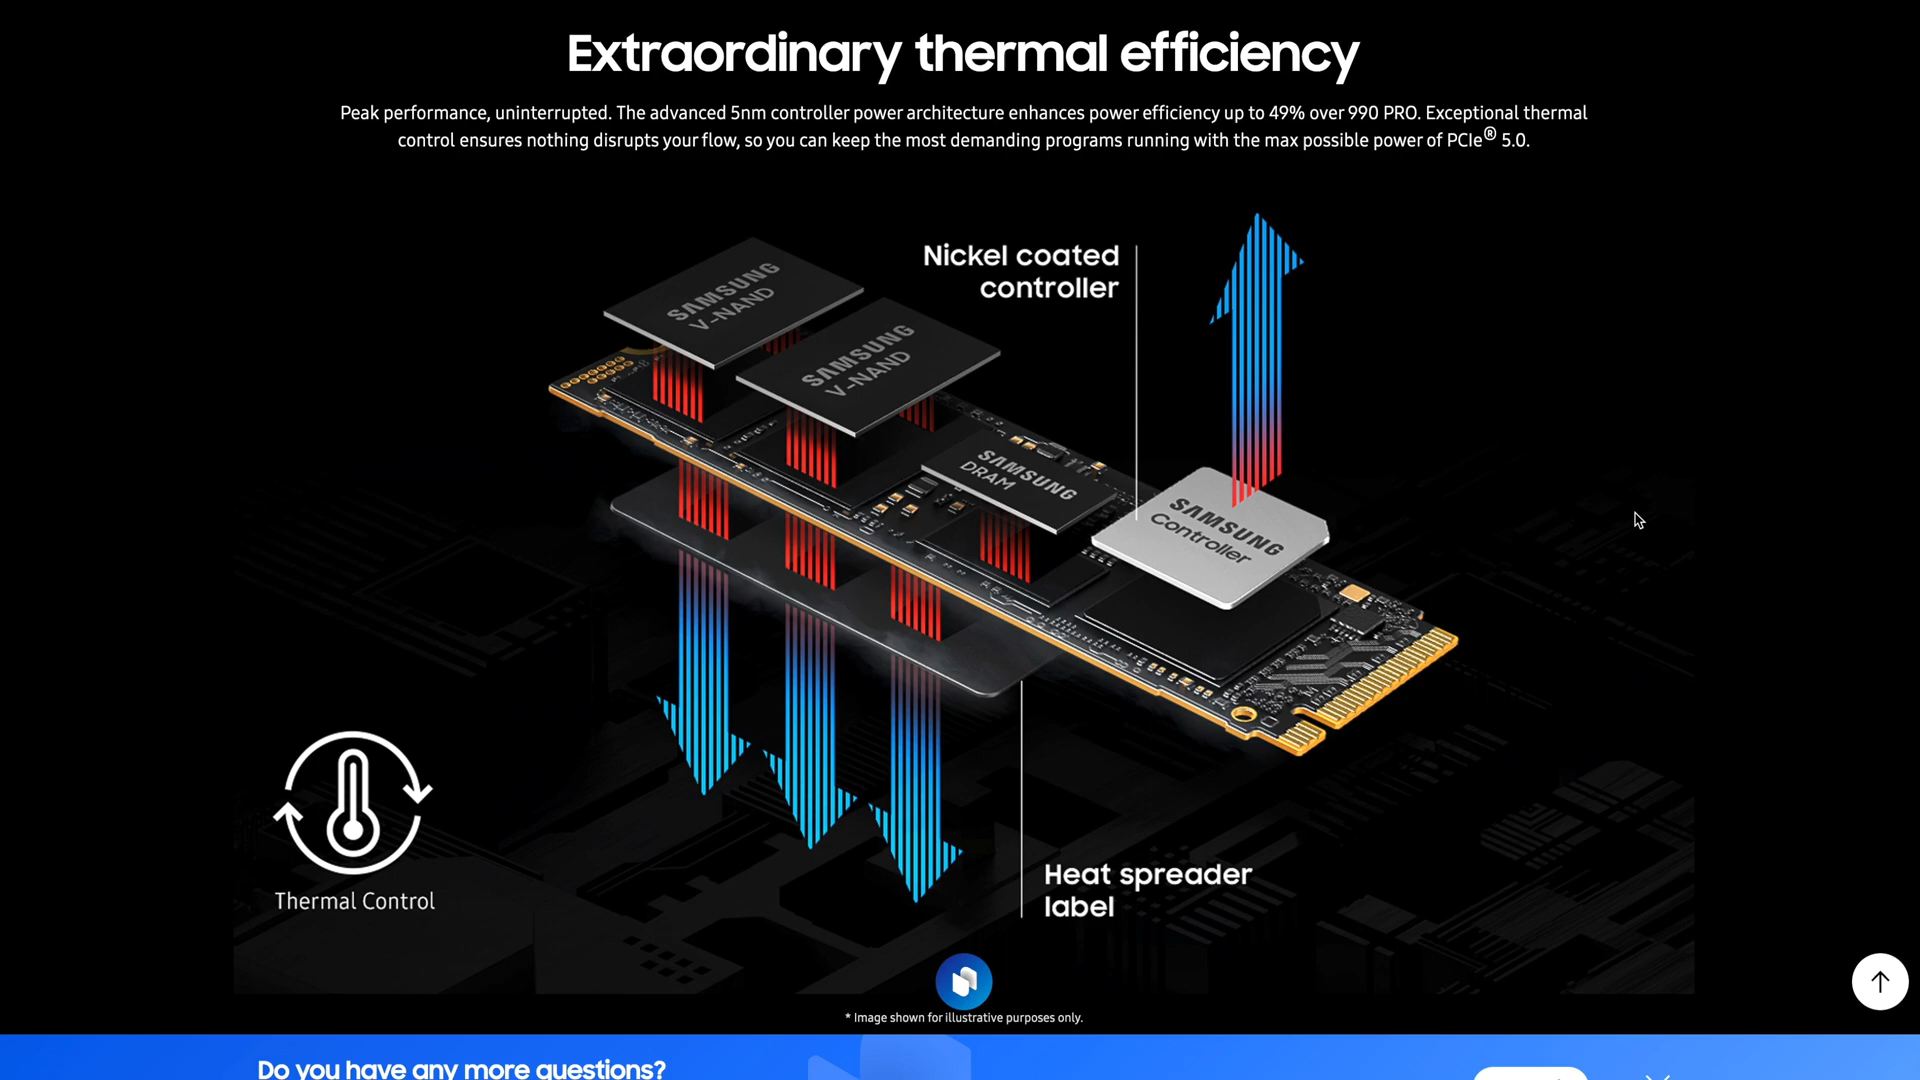 Extraordinary thermal efficiency
Peak performance, uninterrupted. The advanced 5nm controller power architecture enhances power efficiency up to 49% over 990 PRO. Exceptional thermal
control ensures nothing disrupts your flow, so you can keep the most demanding programs running with the max possible power of PCIe® 5.0.
Nickel coated
controller
SAMSUNG
V-NAND
SAMSUNG
V-NAND
SAMSUNG
DRAM
SAMSUNG
Controller
Thermal Control
Heat spreader
label
* Image shown for illustrative purposes only.
Do you have any more questions?